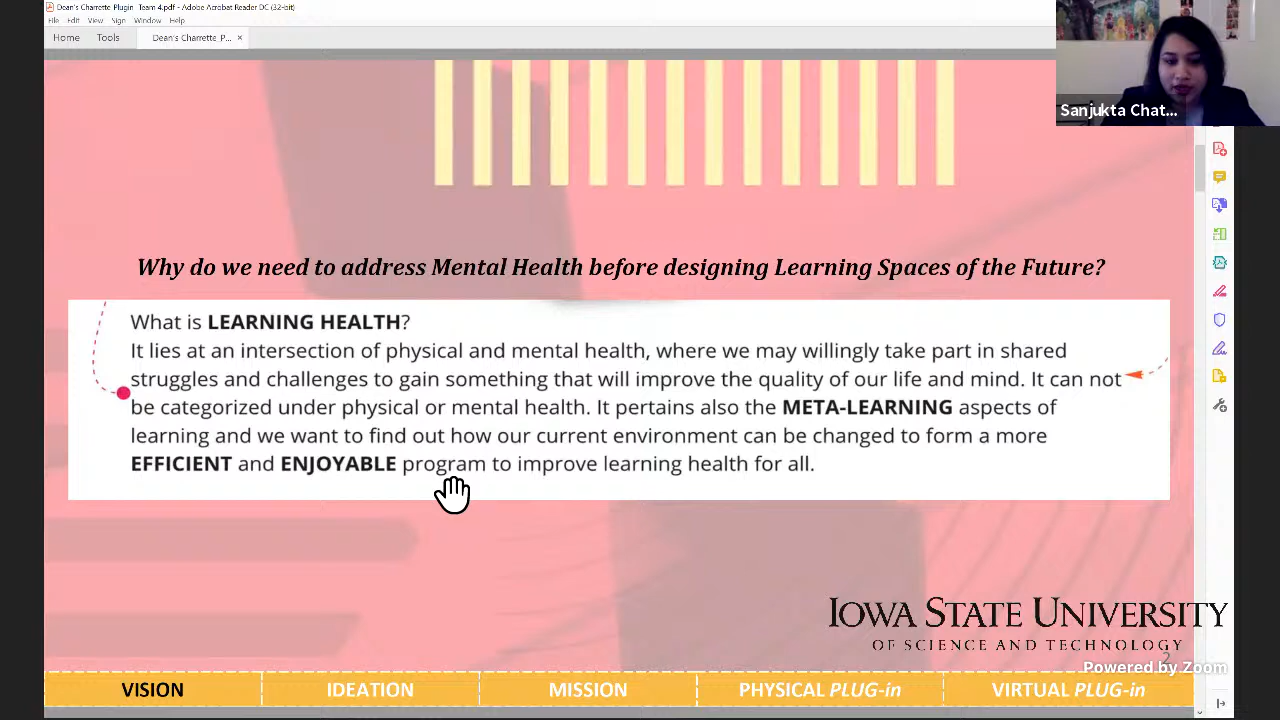 Dean's Charrette Plugin_Team 4.pdf - Adobe Acrobat Reader DC (32-bit)
File Edit View Sign Window Help
Home Tools Dean's Charrette_P... ×
Sanjukta Chat...
Why do we need to address Mental Health before designing Learning Spaces of the Future?
What is LEARNING HEALTH?
It lies at an intersection of physical and mental health, where we may willingly take part in shared
struggles and challenges to gain something that will improve the quality of our life and mind. It can not
be categorized under physical or mental health. It pertains also the META-LEARNING aspects of
learning and we want to find out how our current environment can be changed to form a more
EFFICIENT and ENJOYABLE program to improve learning health for all.
IOWA STATE UNIVERSITY
OF SCIENCE AND TECHNOLOGY
2
Powered by Zoom
VISION IDEATION MISSION PHYSICAL PLUG-in VIRTUAL PLUG-in